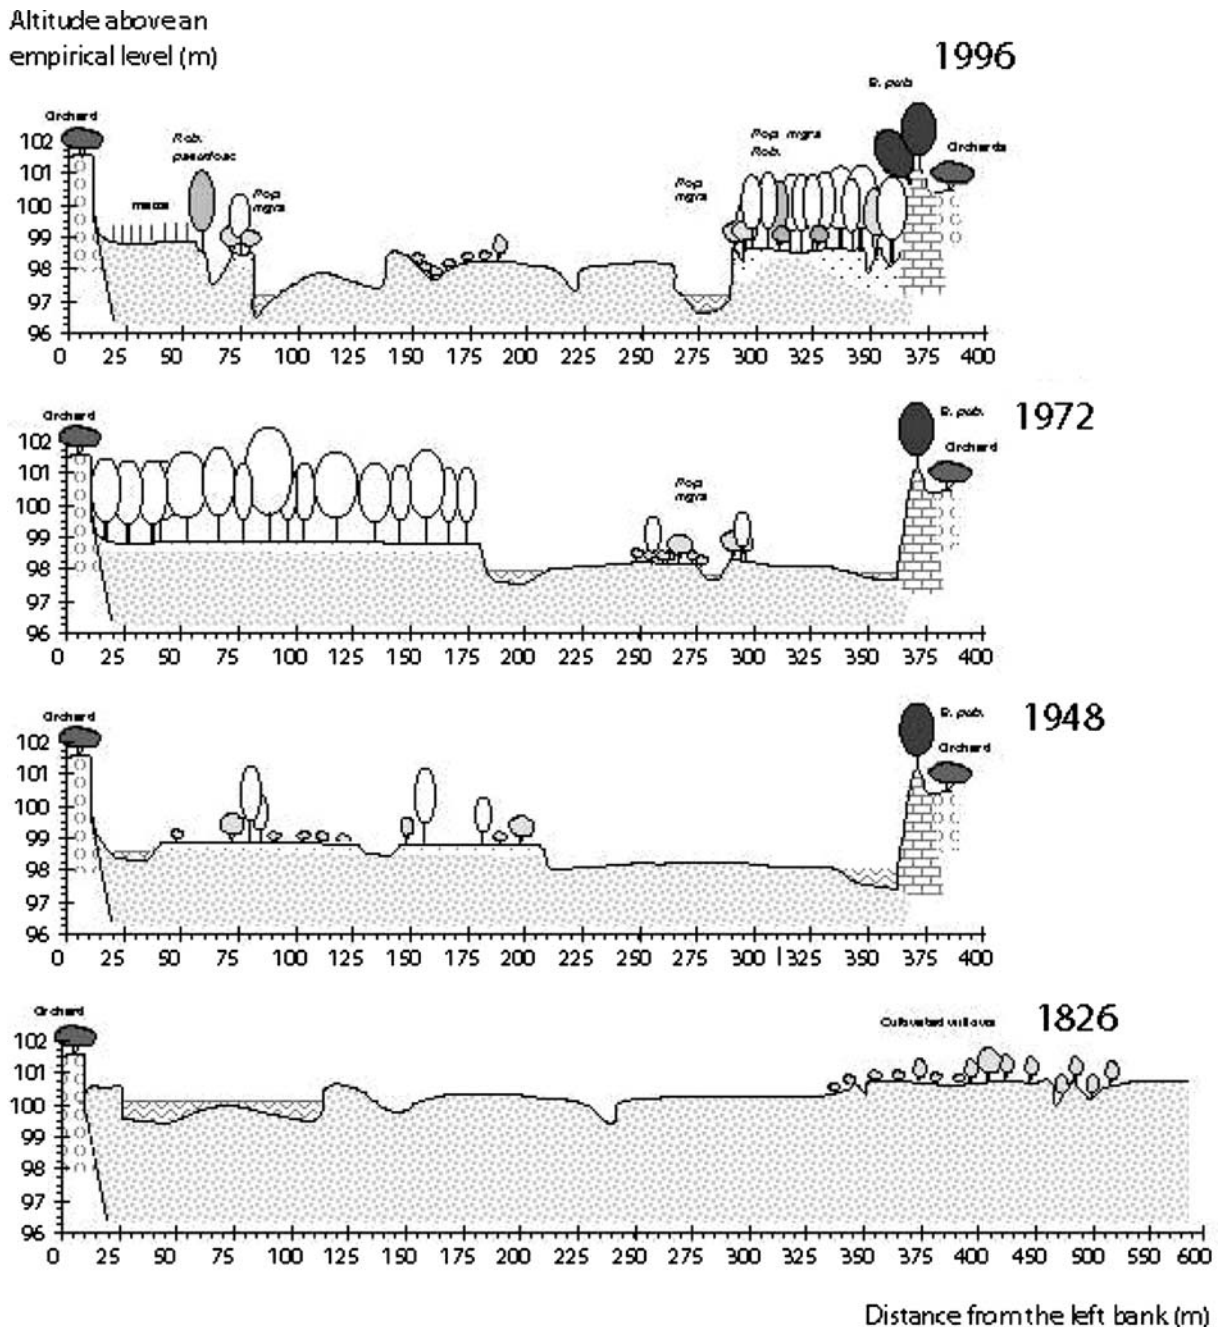 Altitude above an
empirical level (m)
1996
B. pub.
Orchard
Rob.
pseudoac
Pop.
nigra
Pop.
nigra
Pop. nigra
Rob.
Orchards
maize
102
101
100
99
98
97
96
0 25 50 75 100 125 150 175 200 225 250 275 300 325 350 375 400
1972
Orchard
B. pub.
Orchard
Pop.
nigra
102
101
100
99
98
97
96
0 25 50 75 100 125 150 175 200 225 250 275 300 325 350 375 400
1948
Orchard
B. pub.
Orchard
102
101
100
99
98
97
96
0 25 50 75 100 125 150 175 200 225 250 275 300 325 350 375 400
1826
Orchard
Cultivated willows
102
101
100
99
98
97
96
0 25 50 75 100 125 150 175 200 225 250 275 300 325 350 375 400 450 500 550 600
Distance from the left bank (m)